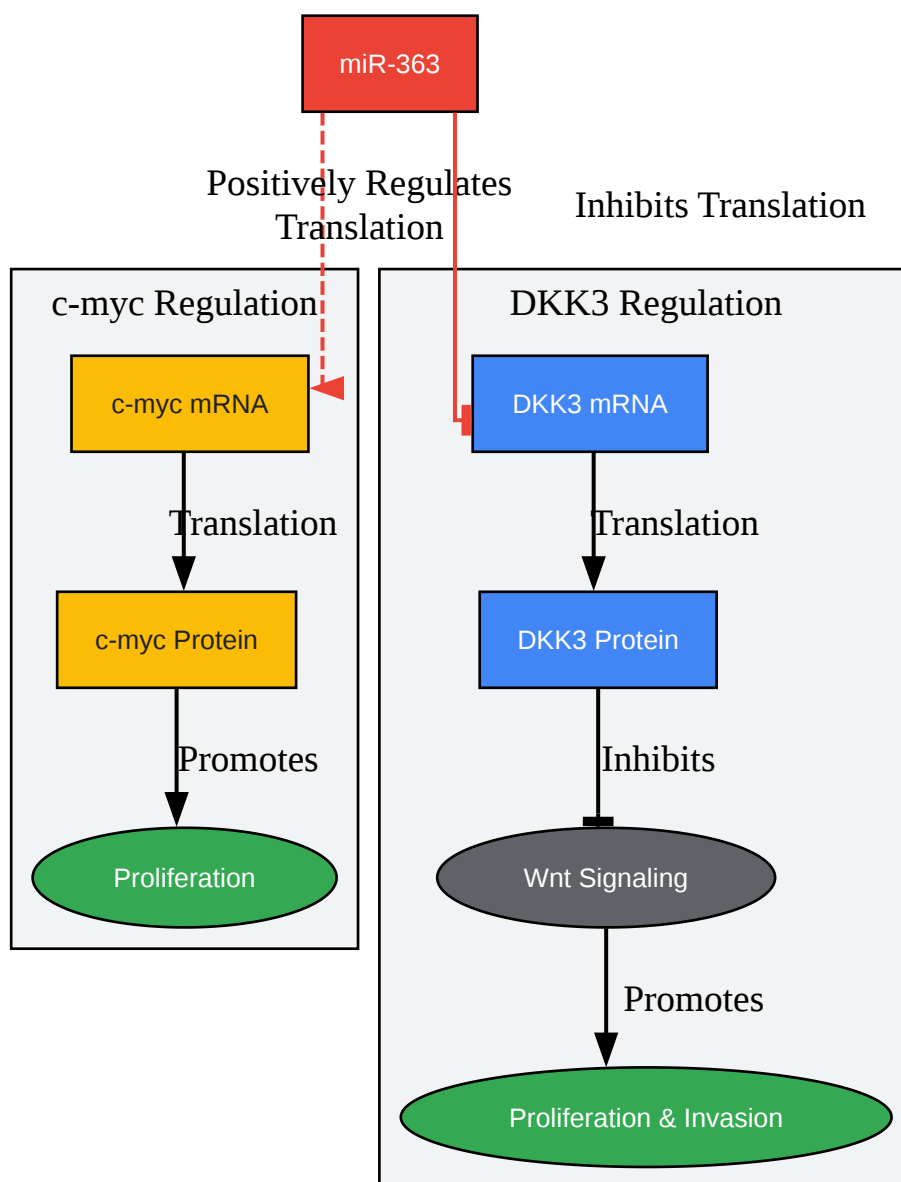 miR-363
Positively Regulates
Translation
Inhibits Translation
c-myc Regulation
c-myc mRNA
Translation
c-myc Protein
Promotes
Proliferation
DKK3 Regulation
DKK3 mRNA
Translation
DKK3 Protein
Inhibits
Wnt Signaling
Promotes
Proliferation & Invasion